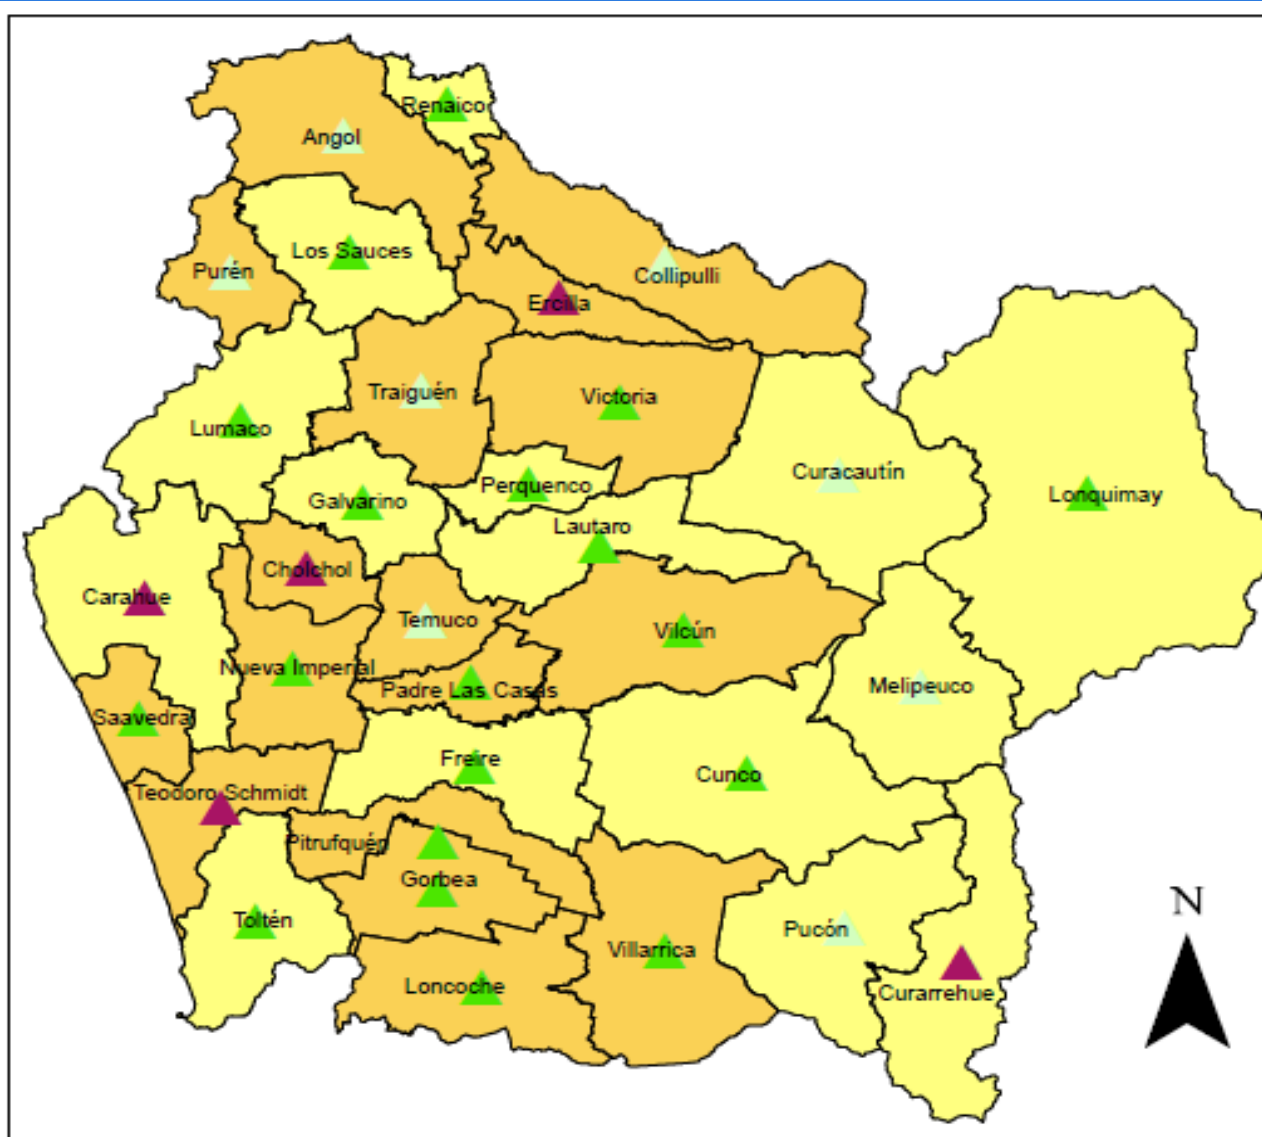 Renaico
Angol
Los Sauces
Purén
Collipulli
Ercilla
Traiguén
Victoria
Lumaco
Curacautín
Perquenco
Lonquimay
Galvarino
Lautaro
Cholchol
Carahue
Temuco
Vilcún
Nueva Imperial
Melipeuco
Padre Las Casas
Saavedra
Freire
Cunco
Teodoro Schmidt
Pitrufquén
Gorbea
N
Toltén
Pucón
Villarrica
Loncoche
Curarrehue